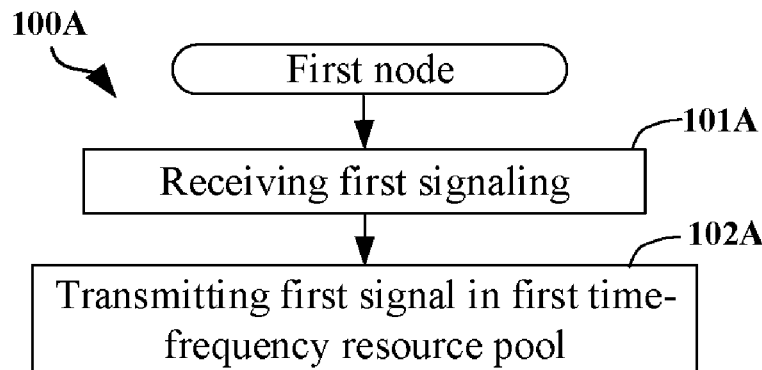 100A
First node
101A
Receiving first signaling
102A
Transmitting first signal in first time-
frequency resource pool